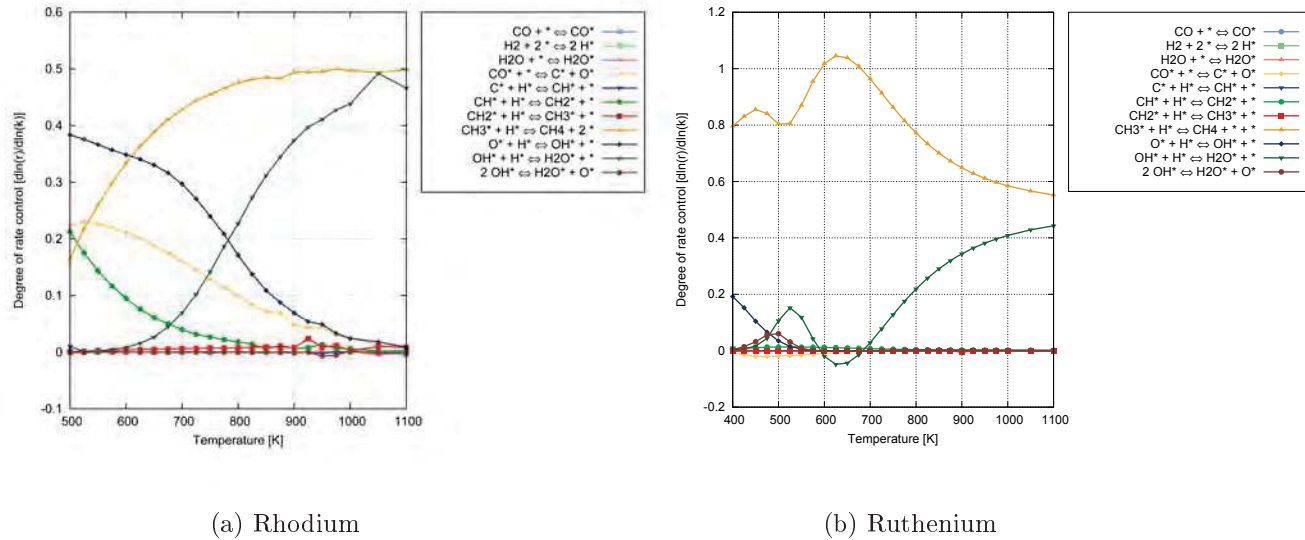 0.6
0.5
0.4
0.3
0.2
0.1
0
-0.1
500 600 700 800 900 1000 1100
Degree of rate control [dln(r)/dln(k)]
Temperature [K]
CO + * ⇔ CO*
H2 + 2 * ⇔ 2 H*
H2O + * ⇔ H2O*
CO* + * ⇔ C* + O*
C* + H* ⇔ CH* + *
CH* + H* ⇔ CH2* + *
CH2* + H* ⇔ CH3* + *
CH3* + H* ⇔ CH4 + 2 *
O* + H* ⇔ OH* + *
OH* + H* ⇔ H2O* + *
2 OH* ⇔ H2O* + O*
(a) Rhodium
1.2
1
0.8
0.6
0.4
0.2
0
-0.2
400 500 600 700 800 900 1000 1100
Degree of rate control [dln(r)/dln(k)]
Temperature [K]
CO + * ⇔ CO*
H2 + 2 * ⇔ 2 H*
H2O + * ⇔ H2O*
CO* + * ⇔ C* + O*
C* + H* ⇔ CH* + *
CH* + H* ⇔ CH2* + *
CH2* + H* ⇔ CH3* + *
CH3* + H* ⇔ CH4 + * + *
O* + H* ⇔ OH* + *
OH* + H* ⇔ H2O* + *
2 OH* ⇔ H2O* + O*
(b) Ruthenium